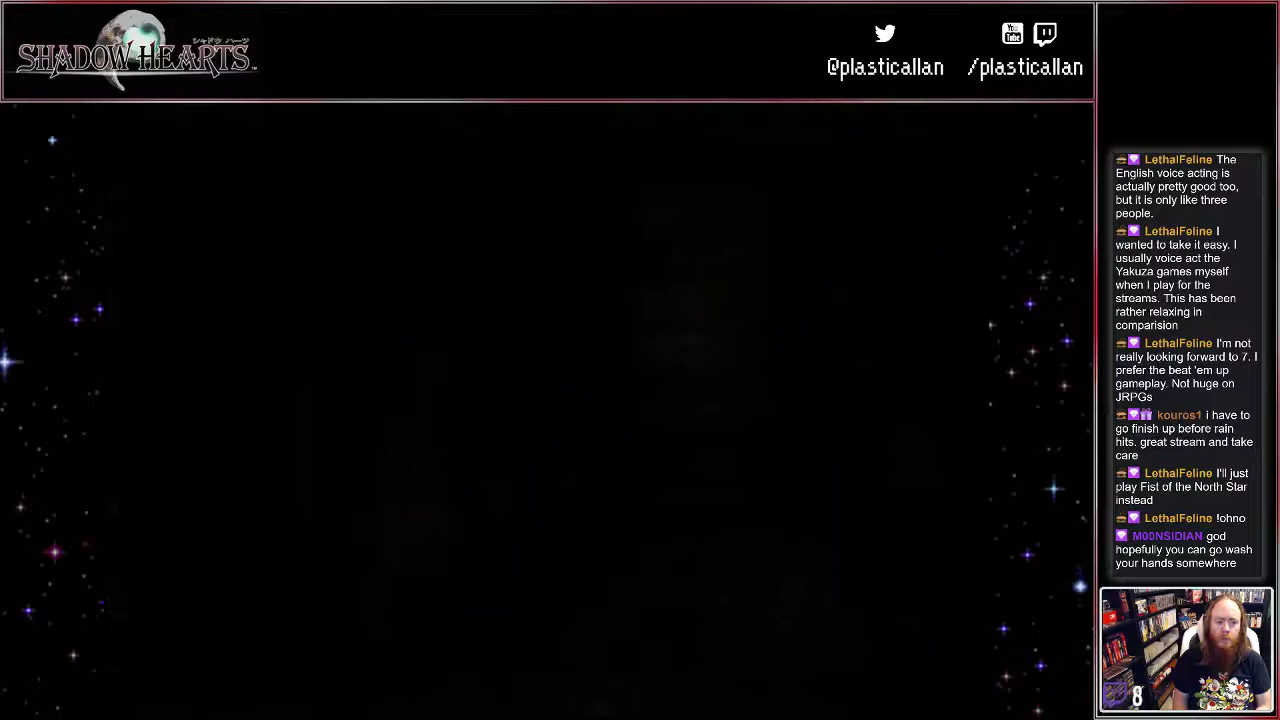 シャドウ ハーツ
SHADOW HEARTS™
@plasticallan
You
Tube
/plasticallan
LethalFeline The
English voice acting is
actually pretty good too,
but it is only like three
people.
LethalFeline I
wanted to take it easy. I
usually voice act the
Yakuza games myself
when I play for the
streams. This has been
rather relaxing in
comparision
LethalFeline I'm not
really looking forward to 7. I
prefer the beat 'em up
gameplay. Not huge on
JRPGs
kouros1 i have to
go finish up before rain
hits. great stream and take
care
LethalFeline I'll just
play Fist of the North Star
instead
LethalFeline !ohno
M00NSIDIAN god
hopefully you can go wash
your hands somewhere
8